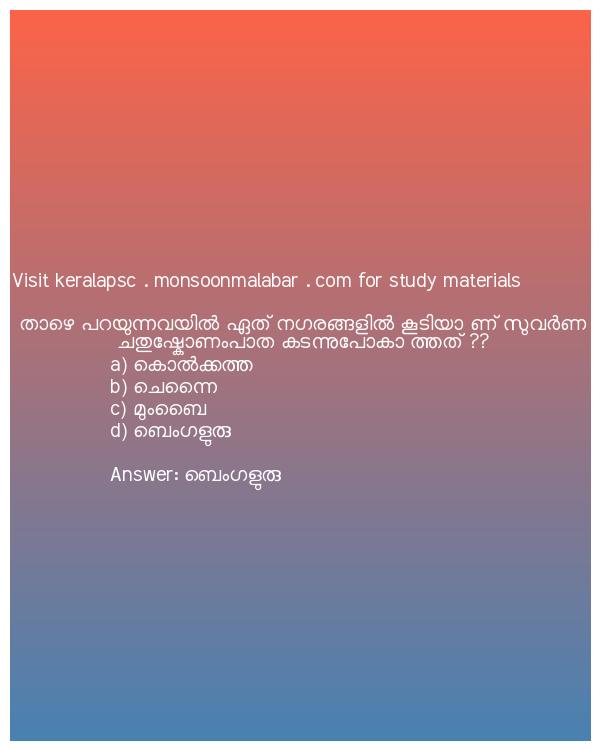 Visit keralapsc . monsoonmalabar . com for study materials
താഴെ പറയുന്നവയിൽ ഏത് നഗരങ്ങളിൽ കൂടിയാ ണ് സുവർണ
ചതുഷ്കോണംപാത കടന്നുപോകാ ത്തത് ??
a) കൊൽക്കത്ത
b) ചെന്നൈ
c) മുംബൈ
d) ബെംഗളുരു
Answer: ബെംഗളുരു